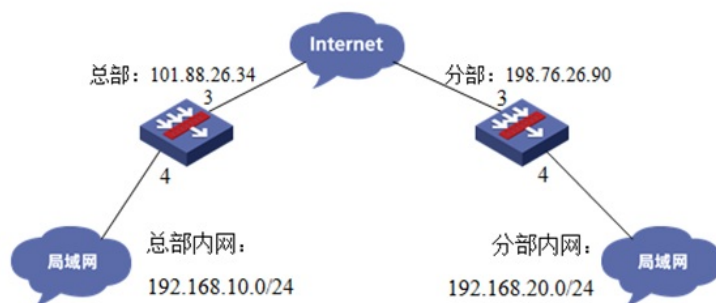 Internet
总部：101.88.26.34
分部：198.76.26.90
3
3
4
4
局域网
总部内网：
192.168.10.0/24
分部内网：
192.168.20.0/24
局域网